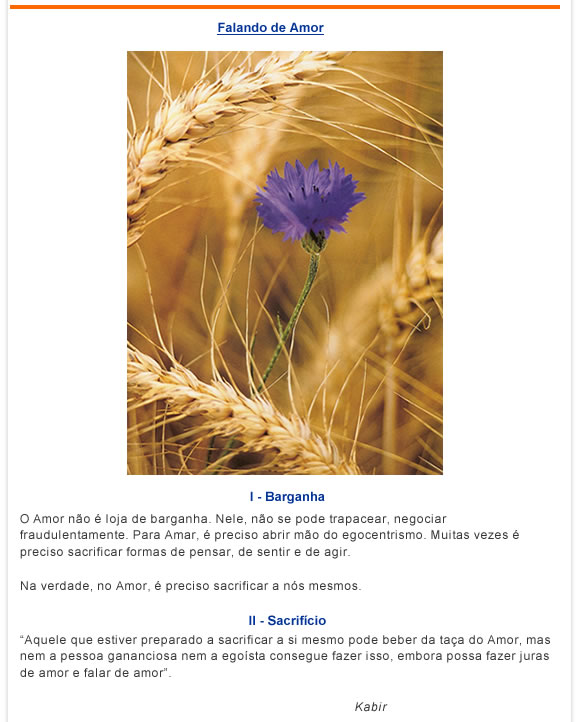 Falando de Amor
I - Barganha
O Amor não é loja de barganha. Nele, não se pode trapacear, negociar
fraudulentamente. Para Amar, é preciso abrir mão do egocentrismo. Muitas vezes é
preciso sacrificar formas de pensar, de sentir e de agir.
Na verdade, no Amor, é preciso sacrificar a nós mesmos.
II - Sacrifício
“Aquele que estiver preparado a sacrificar a si mesmo pode beber da taça do Amor, mas
nem a pessoa gananciosa nem a egoísta consegue fazer isso, embora possa fazer juras
de amor e falar de amor”.
Kabir